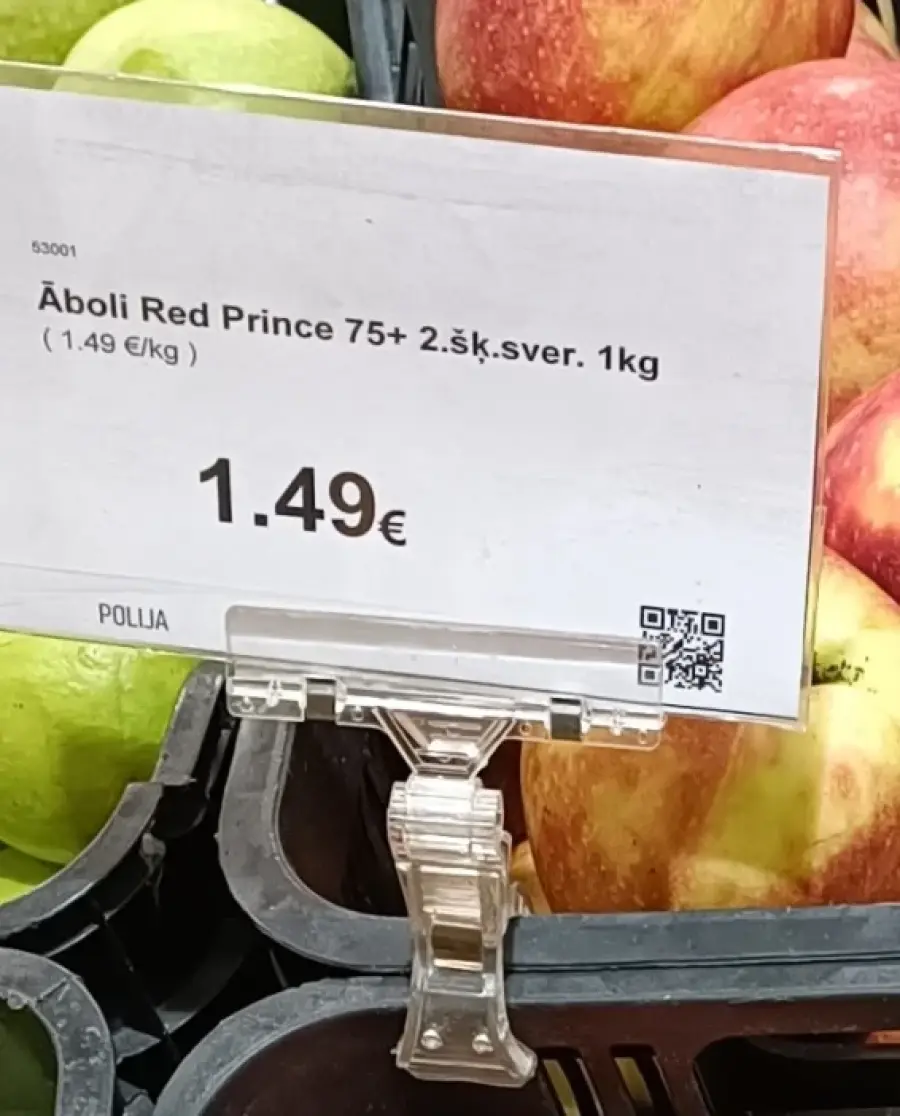 53001
Āboli Red Prince 75+ 2.šķ.sver. 1kg
( 1.49 €/kg )
1.49€
POLIJA